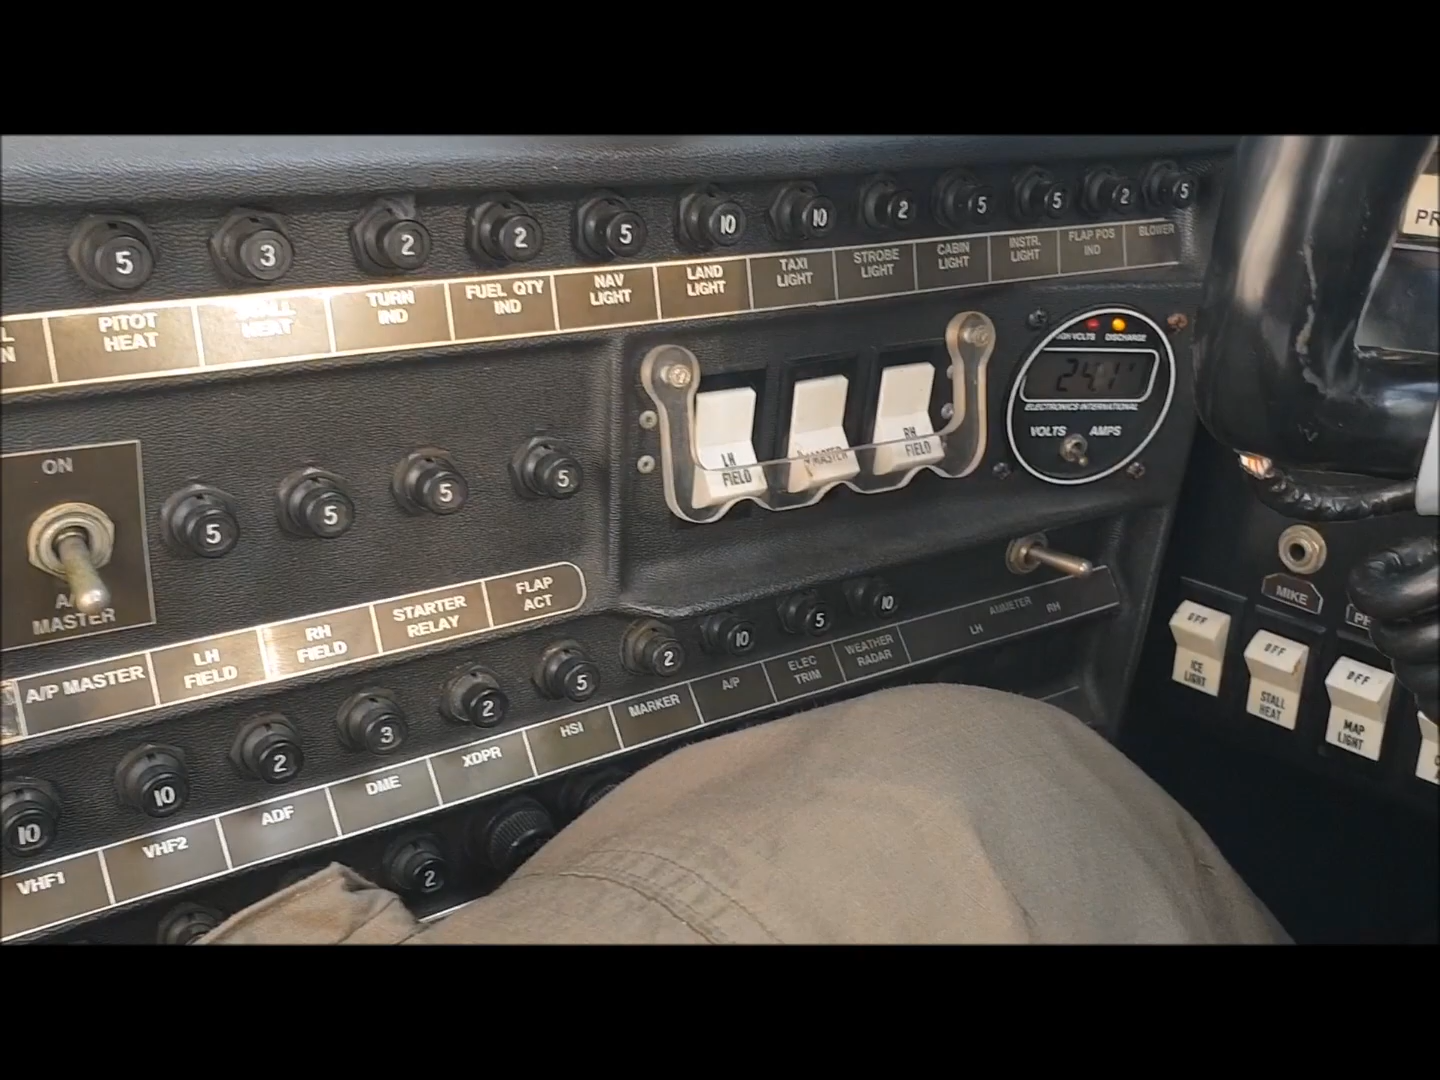 5 3 2 2 5 10 10 2 5 5 2 5
PITOT HEAT
HEAT
TURN IND
FUEL QTY IND
NAV LIGHT
LAND LIGHT
TAXI LIGHT
STROBE LIGHT
CABIN LIGHT
INSTR. LIGHT
FLAP POS IND
BLOWER
ON
MASTER
5 5 5 5
LH FIELD
MASTER
RH FIELD
VOLTS DISCHARGE
24.1
ELECTRONICS INTERNATIONAL
VOLTS AMPS
A/P MASTER
LH FIELD
RH FIELD
STARTER RELAY
FLAP ACT
10 10 2 3 2 5 2 10 5 10
VHF1
VHF2
ADF
DME
XDPR
HSI
MARKER
A/P
ELEC TRIM
WEATHER RADAR
AMMETER
LH RH
2
MIKE
OFF
ICE LIGHT
OFF
STALL HEAT
OFF
MAP LIGHT